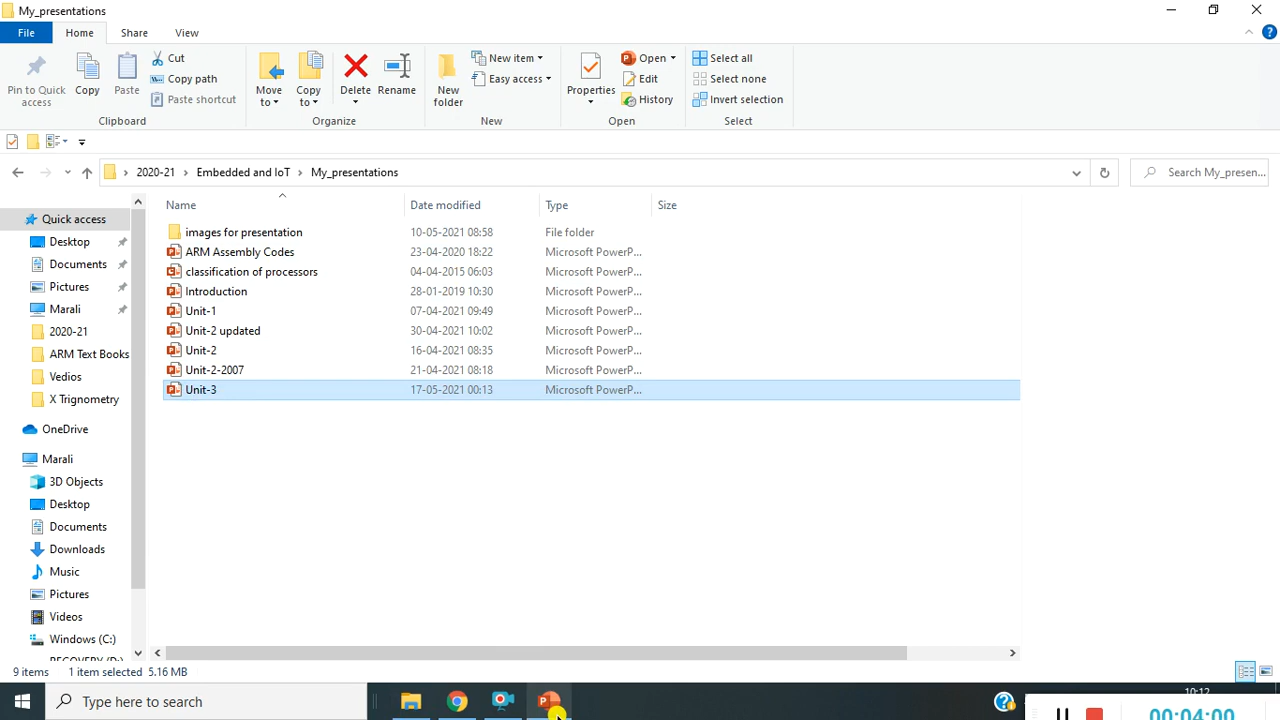 My_presentations
File Home Share View
Pin to Quick access
Copy
Paste
Cut
Copy path
Paste shortcut
Clipboard
Move to
Copy to
Delete
Rename
Organize
New folder
New item
Easy access
New
Properties
Open
Edit
History
Open
Select all
Select none
Invert selection
Select
2020-21 > Embedded and IoT > My_presentations
Search My_presen...
Name Date modified Type Size
images for presentation 10-05-2021 08:58 File folder
ARM Assembly Codes 23-04-2020 18:22 Microsoft PowerP...
classification of processors 04-04-2015 06:03 Microsoft PowerP...
Introduction 28-01-2019 10:30 Microsoft PowerP...
Unit-1 07-04-2021 09:49 Microsoft PowerP...
Unit-2 updated 30-04-2021 10:02 Microsoft PowerP...
Unit-2 16-04-2021 08:35 Microsoft PowerP...
Unit-2-2007 21-04-2021 08:18 Microsoft PowerP...
Unit-3 17-05-2021 00:13 Microsoft PowerP...
Quick access
Desktop
Documents
Pictures
Marali
2020-21
ARM Text Books
Vedios
X Trignometry
OneDrive
Marali
3D Objects
Desktop
Documents
Downloads
Music
Pictures
Videos
Windows (C:)
RECOVERY (D:)
9 items 1 item selected 5.16 MB
Type here to search
10:12
00:04:00